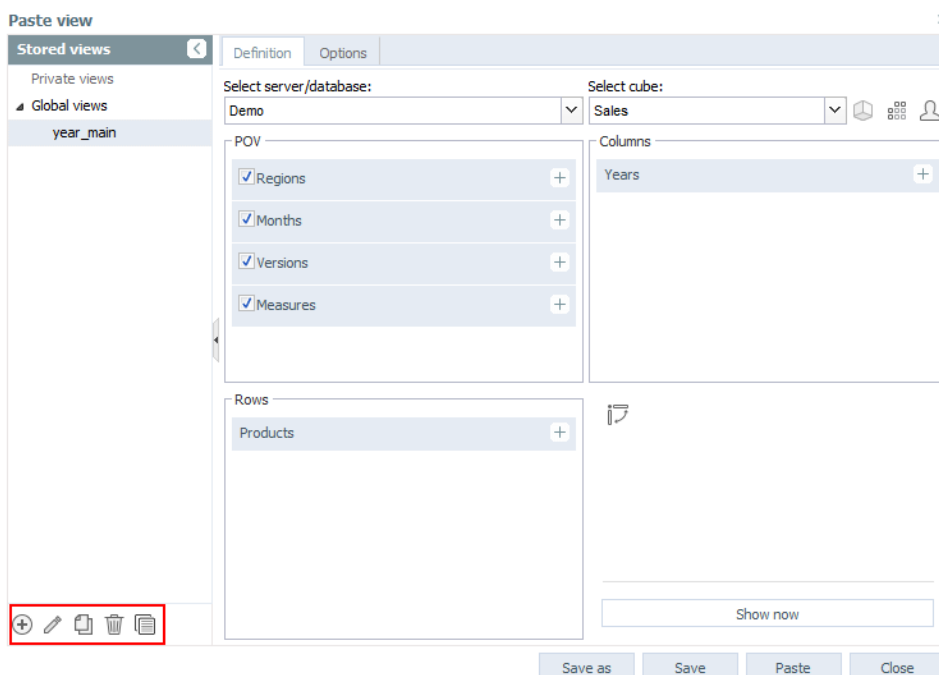 Paste view
Stored views
Private views
Global views
year_main
Definition Options
Select server/database:
Demo
Select cube:
Sales
POV
Regions
Months
Versions
Measures
Columns
Years
Rows
Products
Show now
Save as Save Paste Close